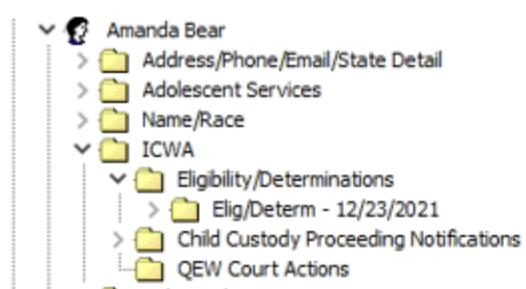 Amanda Bear
Address/Phone/Email/State Detail
Adolescent Services
Name/Race
ICWA
Eligibility/Determinations
Elig/Determ - 12/23/2021
Child Custody Proceeding Notifications
QEW Court Actions